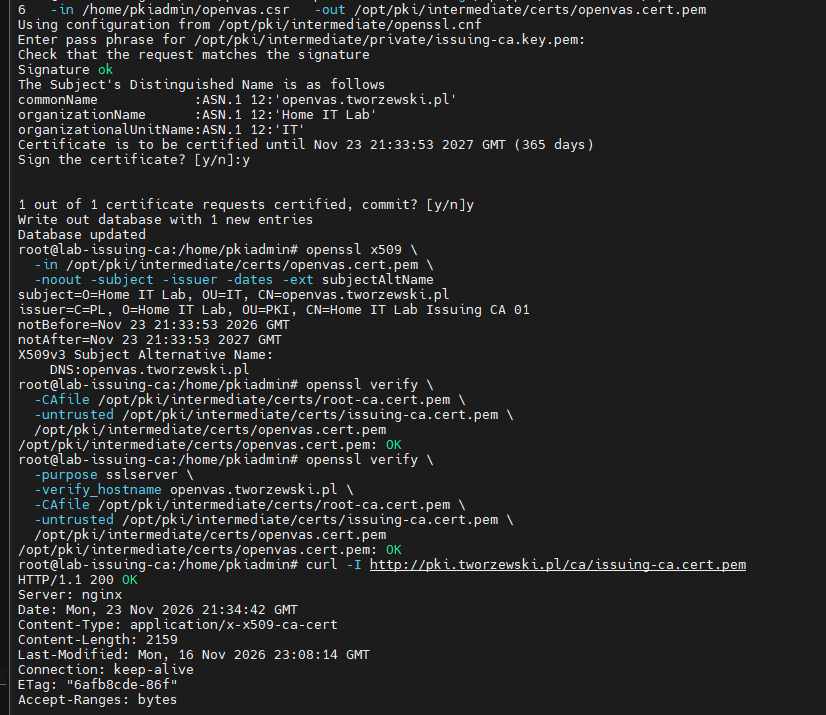 6   -in /home/pkiadmin/openvas.csr   -out /opt/pki/intermediate/certs/openvas.cert.pem
Using configuration from /opt/pki/intermediate/openssl.cnf
Enter pass phrase for /opt/pki/intermediate/private/issuing-ca.key.pem:
Check that the request matches the signature
Signature ok
The Subject's Distinguished Name is as follows
commonName            :ASN.1 12:'openvas.tworzewski.pl'
organizationName      :ASN.1 12:'Home IT Lab'
organizationalUnitName:ASN.1 12:'IT'
Certificate is to be certified until Nov 23 21:33:53 2027 GMT (365 days)
Sign the certificate? [y/n]:y
1 out of 1 certificate requests certified, commit? [y/n]y
Write out database with 1 new entries
Database updated
root@lab-issuing-ca:/home/pkiadmin# openssl x509 \
  -in /opt/pki/intermediate/certs/openvas.cert.pem \
  -noout -subject -issuer -dates -ext subjectAltName
subject=O=Home IT Lab, OU=IT, CN=openvas.tworzewski.pl
issuer=C=PL, O=Home IT Lab, OU=PKI, CN=Home IT Lab Issuing CA 01
notBefore=Nov 23 21:33:53 2026 GMT
notAfter=Nov 23 21:33:53 2027 GMT
X509v3 Subject Alternative Name:
    DNS:openvas.tworzewski.pl
root@lab-issuing-ca:/home/pkiadmin# openssl verify \
  -CAfile /opt/pki/intermediate/certs/root-ca.cert.pem \
  -untrusted /opt/pki/intermediate/certs/issuing-ca.cert.pem \
  /opt/pki/intermediate/certs/openvas.cert.pem
/opt/pki/intermediate/certs/openvas.cert.pem: OK
root@lab-issuing-ca:/home/pkiadmin# openssl verify \
  -purpose sslserver \
  -verify_hostname openvas.tworzewski.pl \
  -CAfile /opt/pki/intermediate/certs/root-ca.cert.pem \
  -untrusted /opt/pki/intermediate/certs/issuing-ca.cert.pem \
  /opt/pki/intermediate/certs/openvas.cert.pem
/opt/pki/intermediate/certs/openvas.cert.pem: OK
root@lab-issuing-ca:/home/pkiadmin# curl -I http://pki.tworzewski.pl/ca/issuing-ca.cert.pem
HTTP/1.1 200 OK
Server: nginx
Date: Mon, 23 Nov 2026 21:34:42 GMT
Content-Type: application/x-x509-ca-cert
Content-Length: 2159
Last-Modified: Mon, 16 Nov 2026 23:08:14 GMT
Connection: keep-alive
ETag: "6afb8cde-86f"
Accept-Ranges: bytes